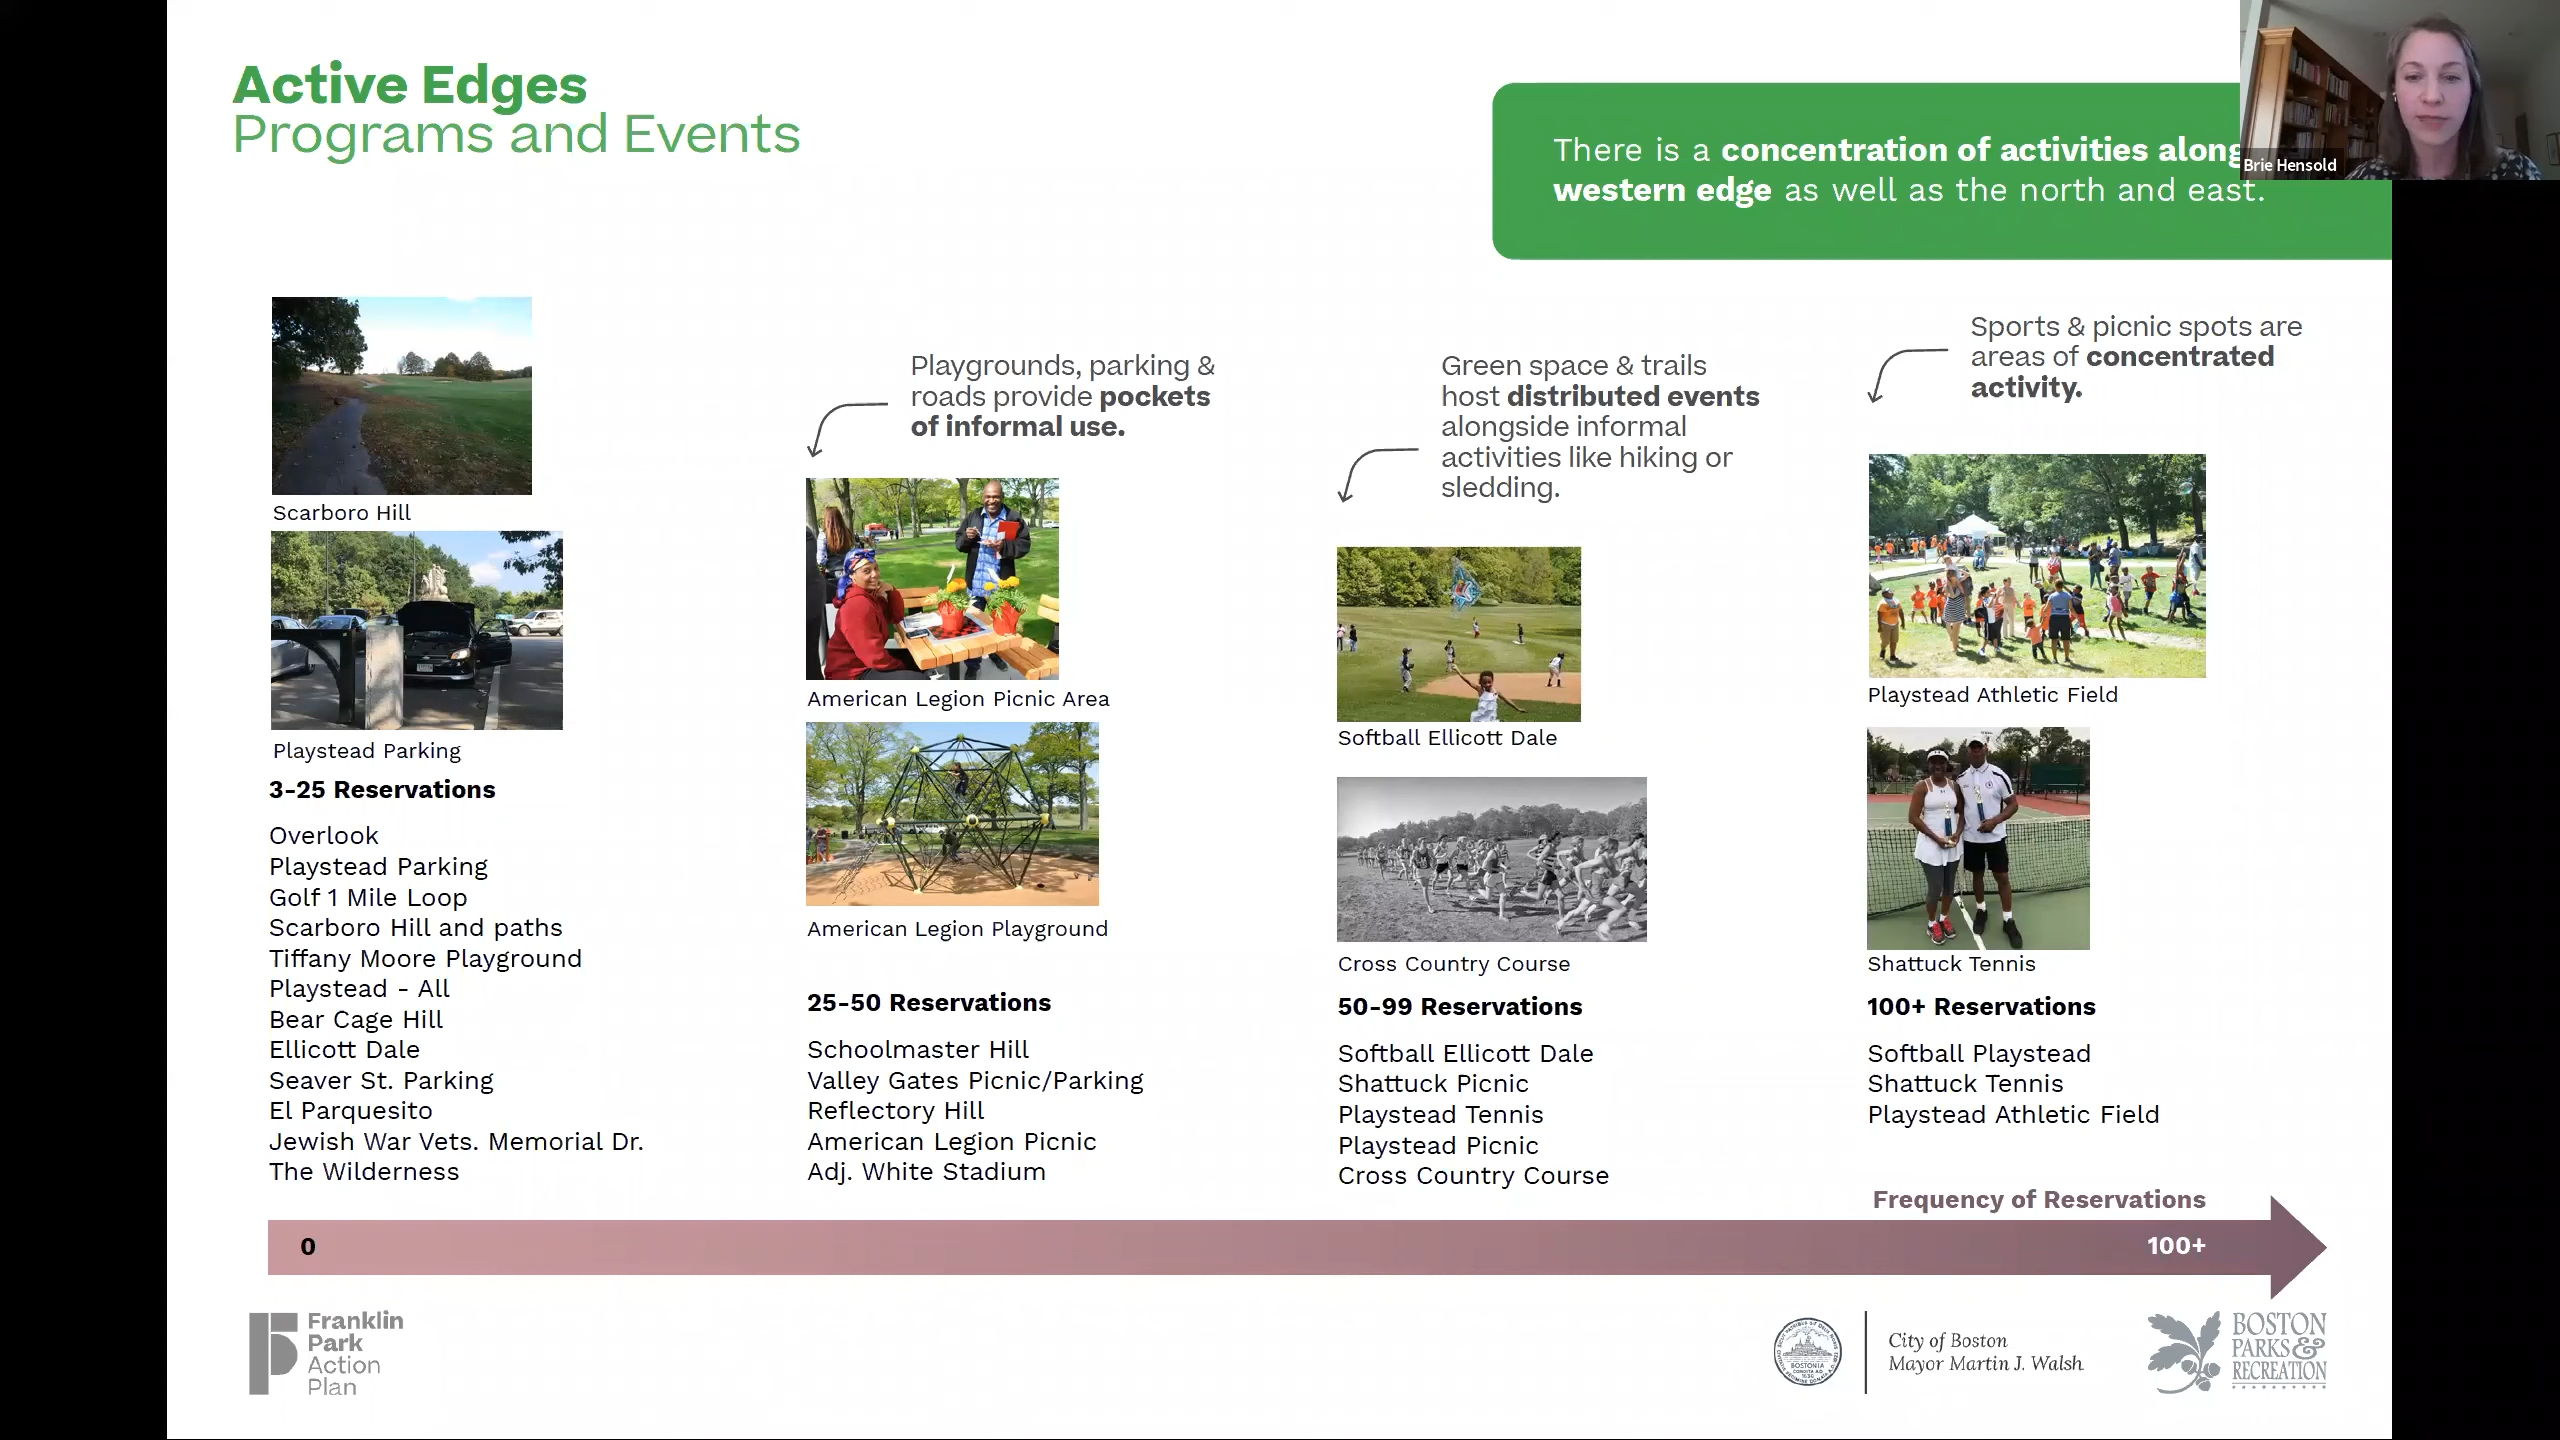 Active Edges
Programs and Events
There is a concentration of activities along
western edge as well as the north and east.
Brie Hensold
Scarboro Hill
Playstead Parking
3-25 Reservations
Overlook
Playstead Parking
Golf 1 Mile Loop
Scarboro Hill and paths
Tiffany Moore Playground
Playstead - All
Bear Cage Hill
Ellicott Dale
Seaver St. Parking
El Parquesito
Jewish War Vets. Memorial Dr.
The Wilderness
Playgrounds, parking &
roads provide pockets
of informal use.
American Legion Picnic Area
American Legion Playground
25-50 Reservations
Schoolmaster Hill
Valley Gates Picnic/Parking
Reflectory Hill
American Legion Picnic
Adj. White Stadium
Green space & trails
host distributed events
alongside informal
activities like hiking or
sledding.
Softball Ellicott Dale
Cross Country Course
50-99 Reservations
Softball Ellicott Dale
Shattuck Picnic
Playstead Tennis
Playstead Picnic
Cross Country Course
Sports & picnic spots are
areas of concentrated
activity.
Playstead Athletic Field
Shattuck Tennis
100+ Reservations
Softball Playstead
Shattuck Tennis
Playstead Athletic Field
Frequency of Reservations
0
100+
Franklin
Park
Action
Plan
BOSTONIA
City of Boston
Mayor Martin J. Walsh
BOSTON
PARKS &
RECREATION